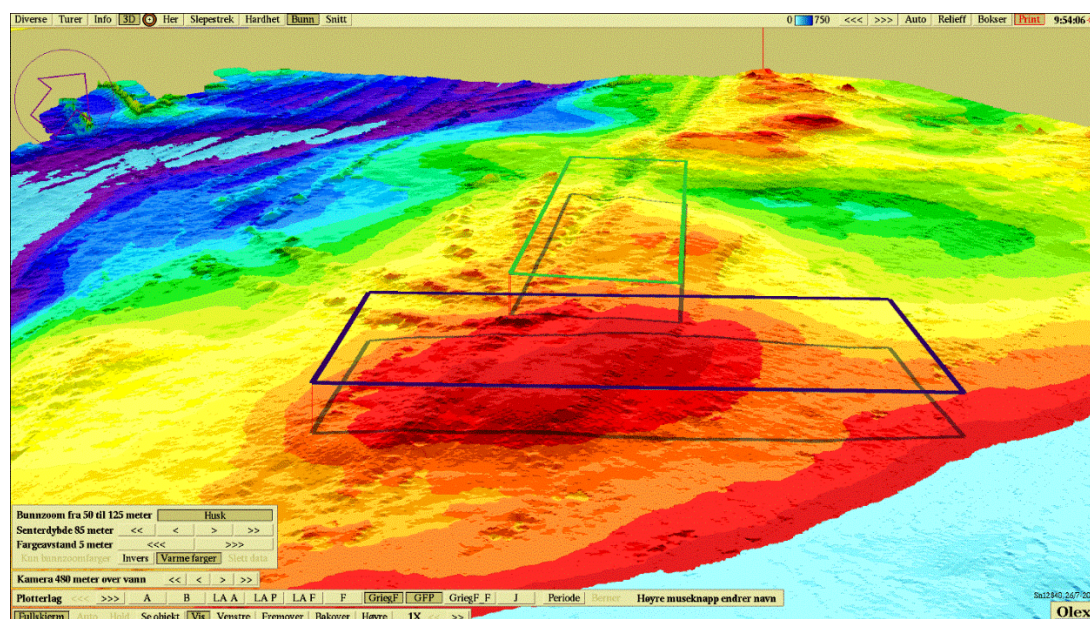 Diverse Turer Info 3D Her Slepestrek Hardhet Bunn Snitt 0 750 <<< >>> Auto Relieff Bokser Print 9:54:06
Bunnzoom fra 50 til 125 meter Husk
Senterdybde 85 meter << < > >>
Fargeavstand 5 meter <<< >>>
Kun bunnzoomfarger Invers Varme farger Slett data
Kamera 480 meter over vann << < > >>
Plotterlag <<< >>> A B LA A LA P LA F F GriegF GFP GriegF_F J Periode Berner Høyre museknapp endrer navn
Olex
Fullskjerm Auto Hold Se objekt Vis Venstre Fremover Bakover Høyre 1X << >>